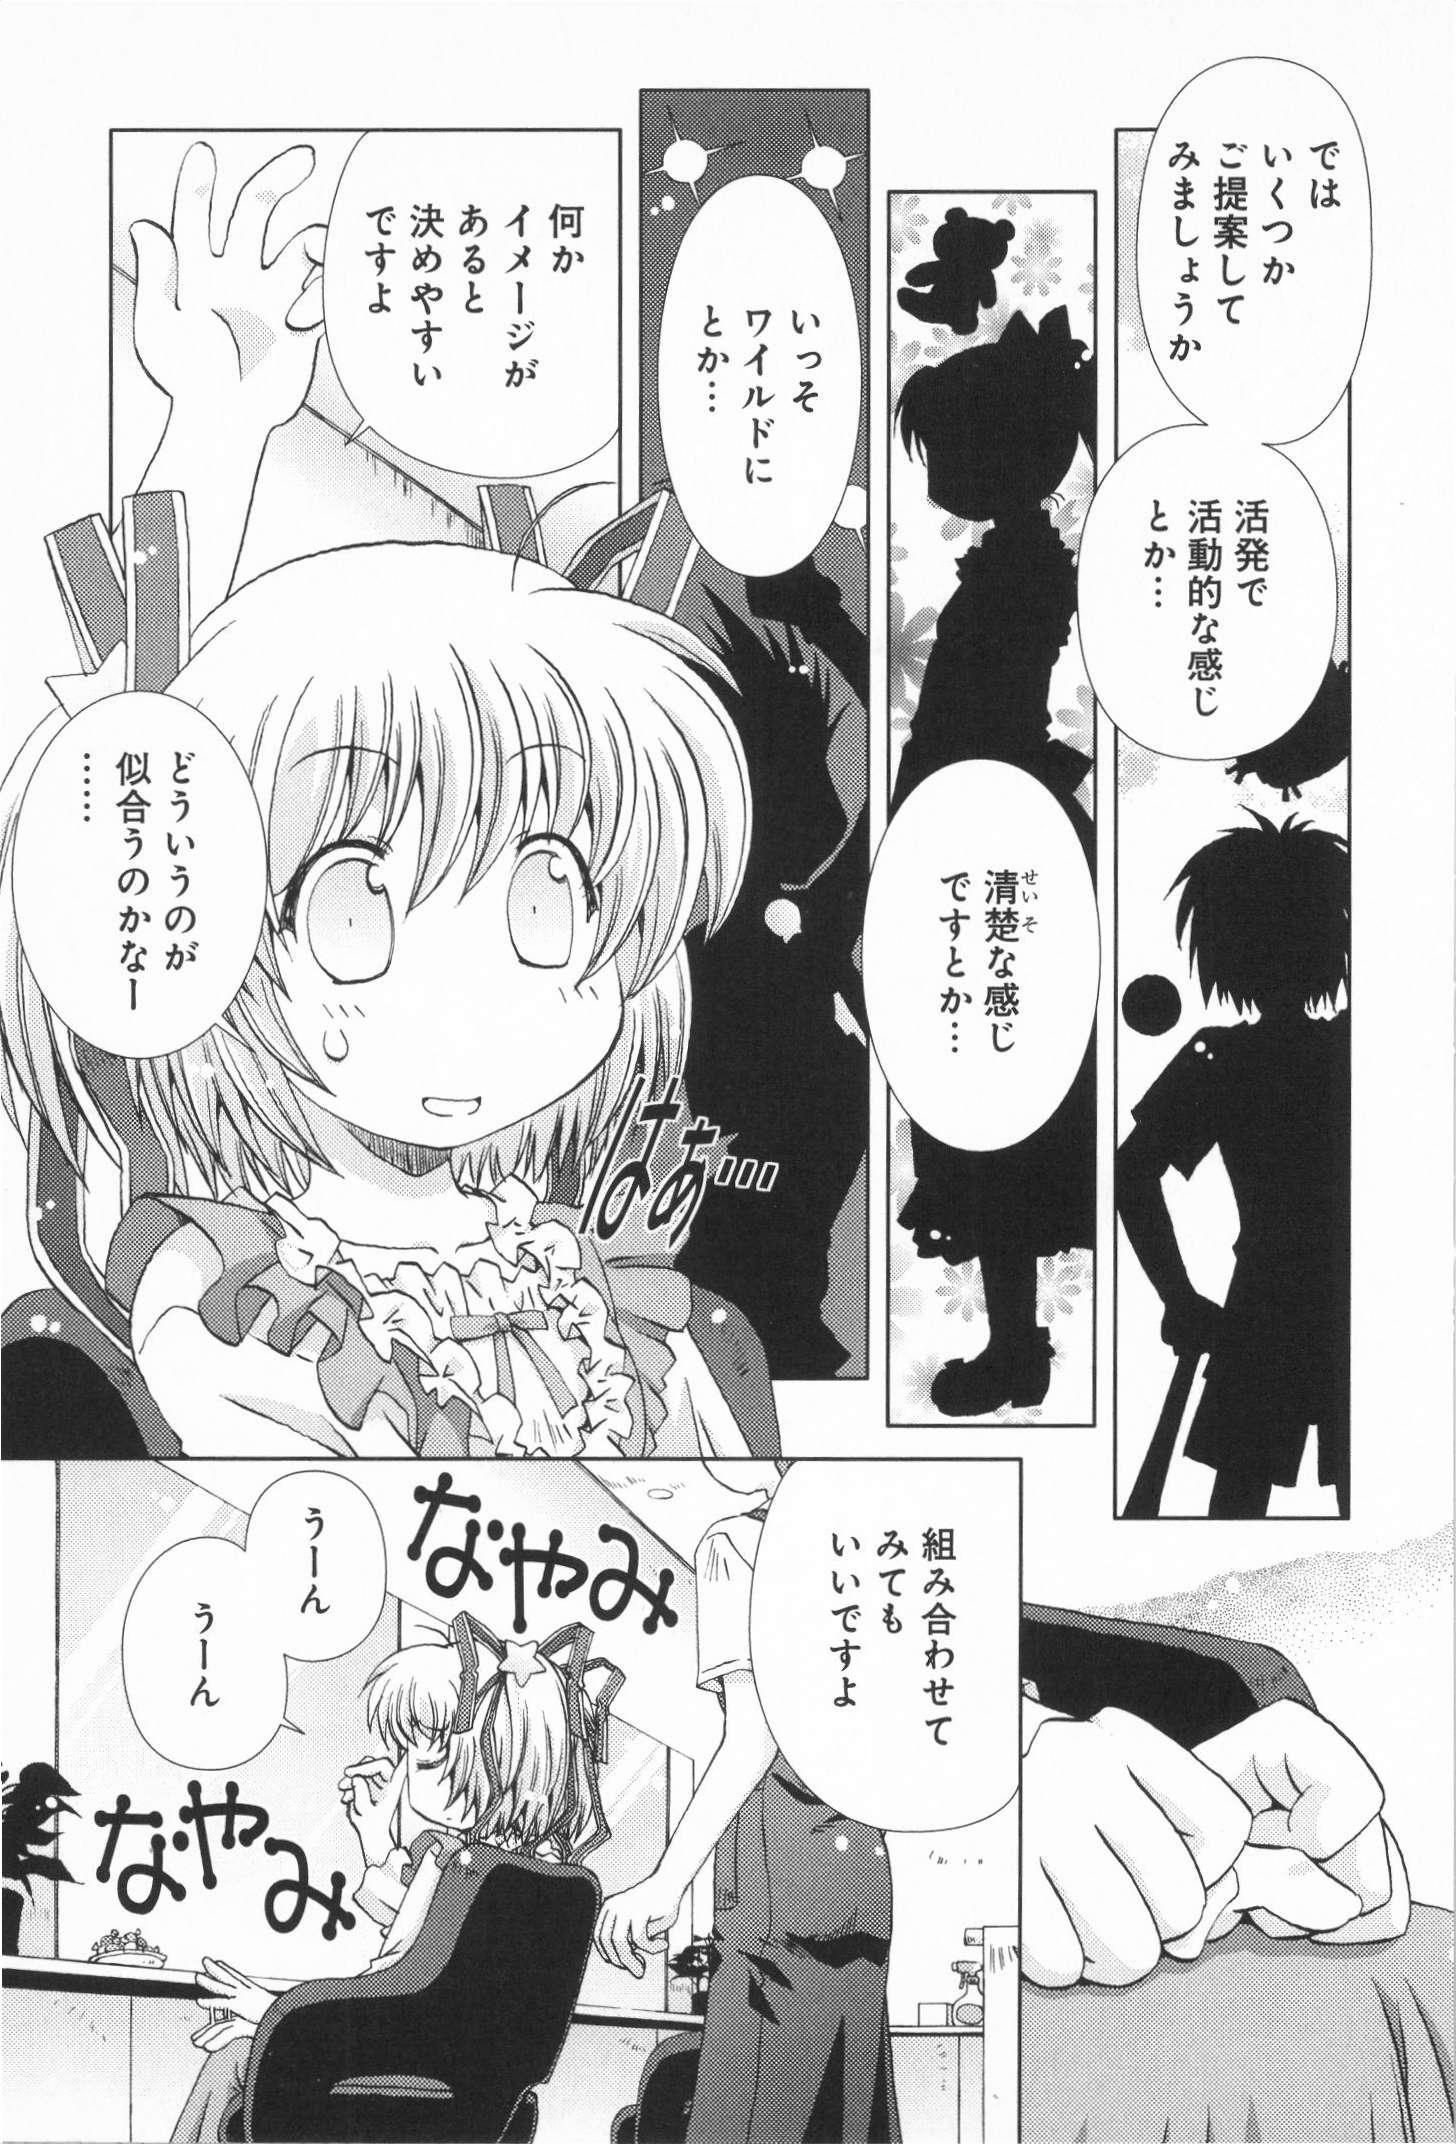 では
いくつか
ご提案して
みましょうか
活発で
活動的な感じ
とか…
清楚な感じ
せいそ
ですとか…
いっそ
ワイルドに
とか…
何か
イメージが
あると
決めやすい
ですよ
どういうのが
似合うのかなー
……
はぁ…
組み合わせて
みても
いいですよ
なやみ
うーん
うーん
なやみ